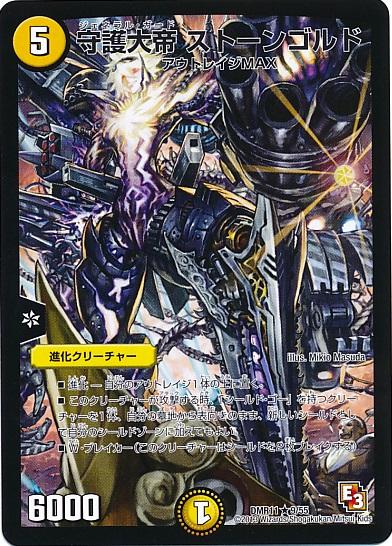 5
ジェネラル・ガード
守護大帝 ストーンゴルド
アウトレイジMAX
illus. Mikio Masuda
進化クリーチャー
■ 進化—自分のアウトレイジ1体の上に置く。
■ このクリーチャーが攻撃する時、「シールド・ゴー」を持つクリ
ーチャーを1体、自分の墓地から表向きのまま、新しいシールドとし
て自分のシールドゾーンに加えてもよい。
■ W・ブレイカー(このクリーチャーはシールドを2枚ブレイクする)
6000
1
DMR11★9/55
©2013 Wizards/Shogakukan/Mitsui-Kids
E3